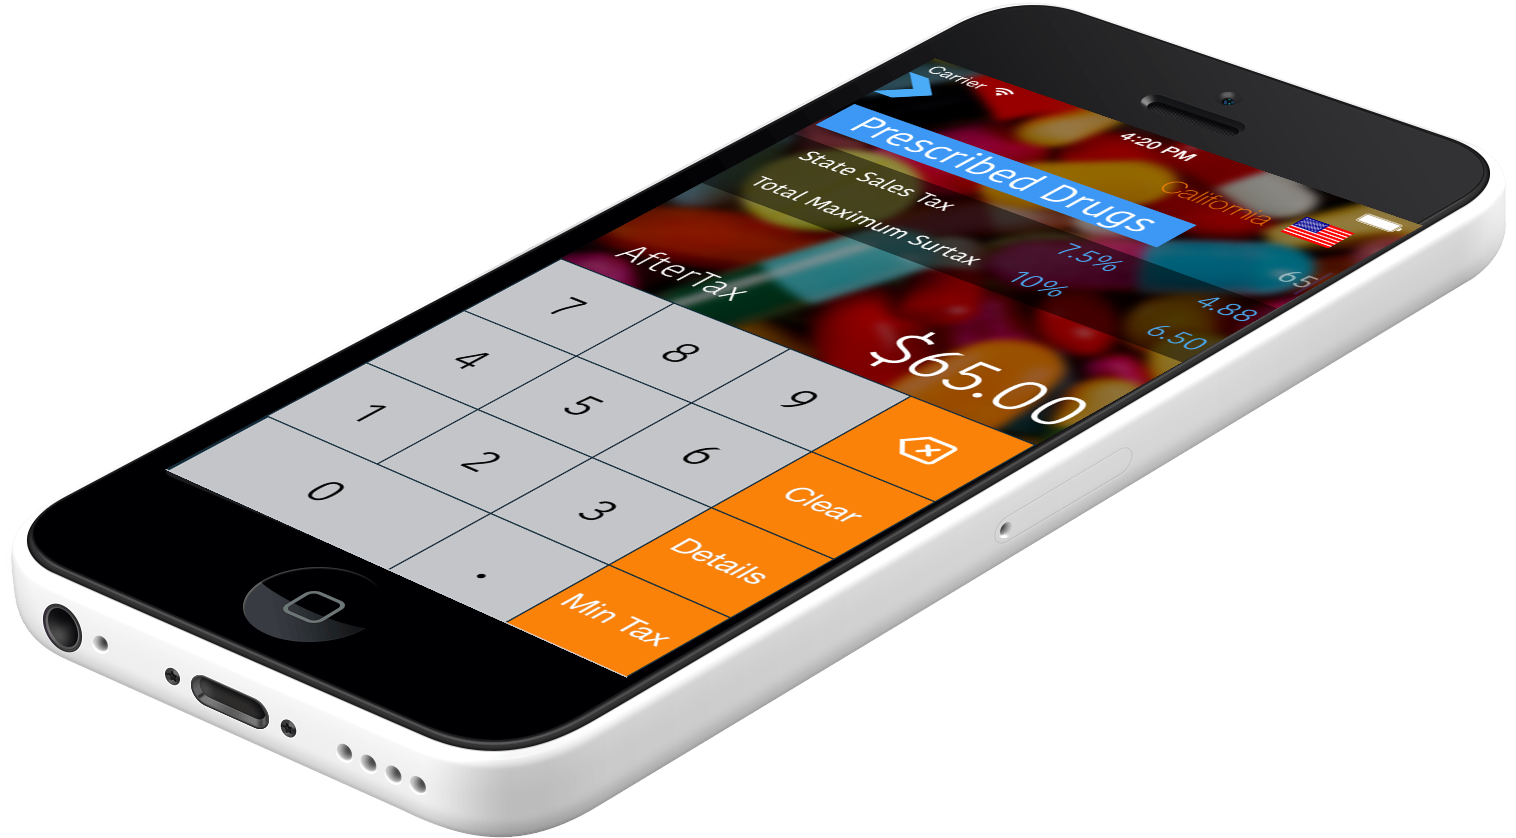 Carrier 4:20 PM
California
Prescribed Drugs 65
State Sales Tax 7.5% 4.88
Total Maximum Surtax 10% 6.50
AfterTax $65.00
7 8 9
4 5 6 Clear
1 2 3 Details
0 . Min Tax